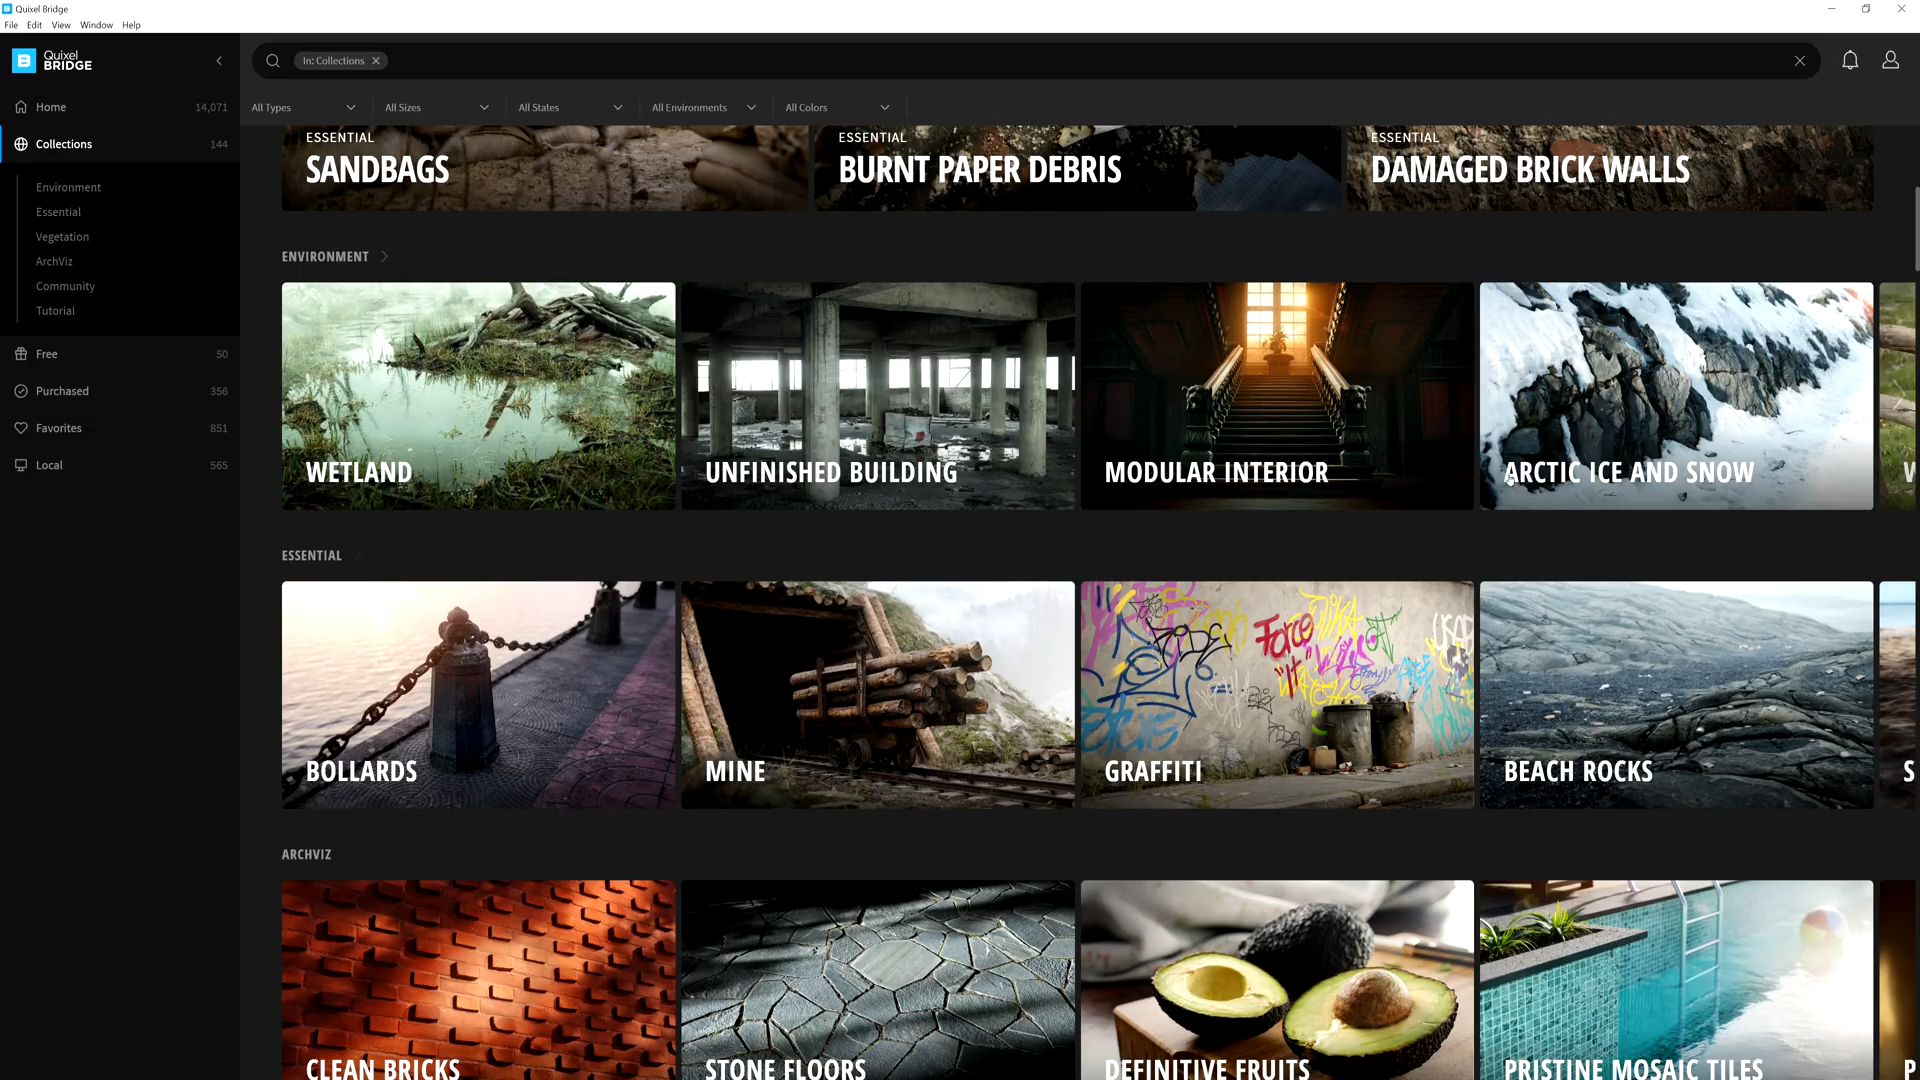 Quixel Bridge
File Edit View Window Help
Quixel
BRIDGE
In: Collections
Home 14,071
All Types All Sizes All States All Environments All Colors
Collections 144
Environment
Essential
Vegetation
ArchViz
Community
Tutorial
Free 50
Purchased 356
Favorites 851
Local 565
ESSENTIAL
SANDBAGS
ESSENTIAL
BURNT PAPER DEBRIS
ESSENTIAL
DAMAGED BRICK WALLS
ENVIRONMENT
WETLAND
UNFINISHED BUILDING
MODULAR INTERIOR
ARCTIC ICE AND SNOW
W
ESSENTIAL
BOLLARDS
MINE
Force
It
GRAFFITI
BEACH ROCKS
S
ARCHVIZ
CLEAN BRICKS
STONE FLOORS
DEFINITIVE FRUITS
PRISTINE MOSAIC TILES
P